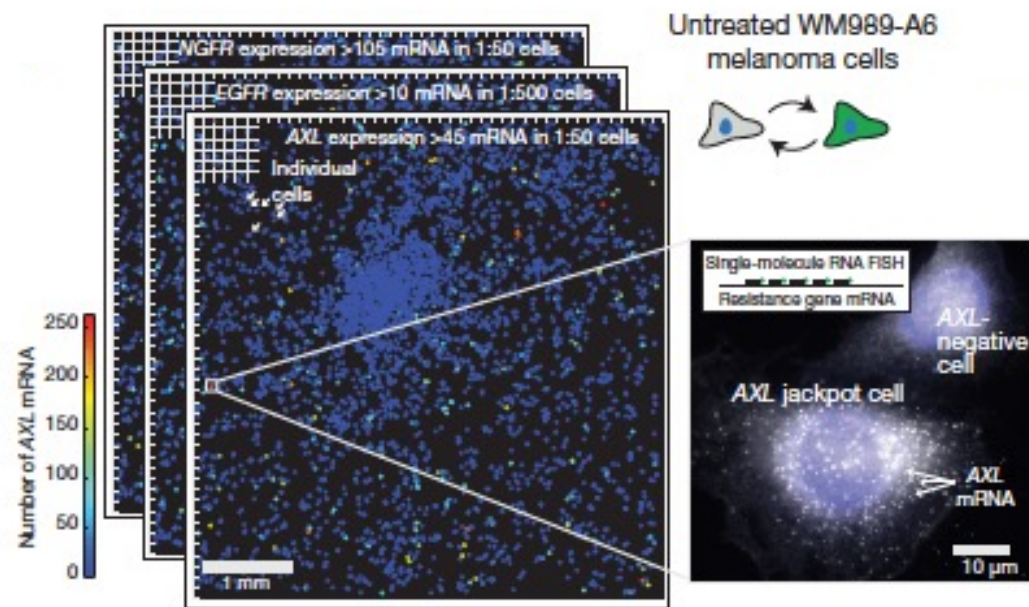 NGFR expression >105 mRNA in 1:50 cells
EGFR expression >10 mRNA in 1:500 cells
AXL expression >45 mRNA in 1:50 cells
Individual
cells
Untreated WM989-A6
melanoma cells
Number of AXL mRNA
250
200
150
100
50
0
1 mm
Single-molecule RNA FISH
Resistance gene mRNA
AXL-
negative
cell
AXL jackpot cell
AXL
mRNA
10 µm